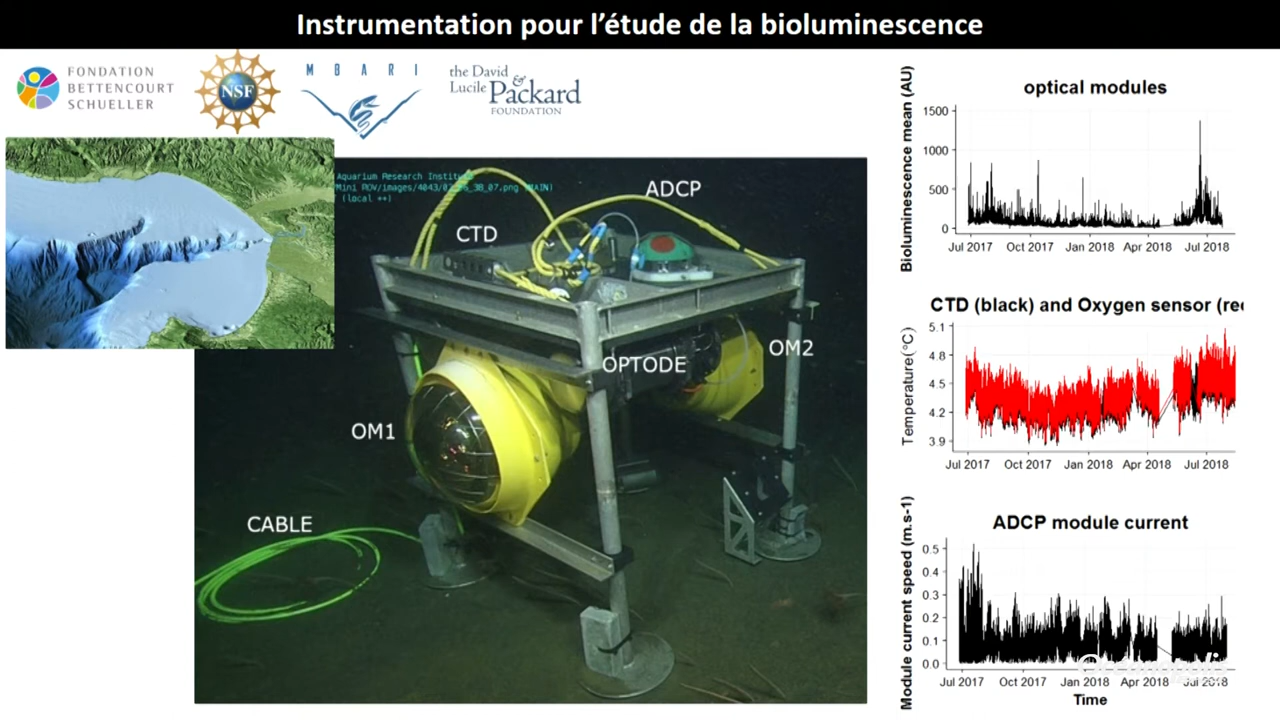 Instrumentation pour l'étude de la bioluminescence
FONDATION
BETTENCOURT
SCHUELLER
NSF
MBARI
the David
& Lucile
Packard
FOUNDATION
Aquarium Research Institute
(local ++)
ADCP
CTD
OPTODE
OM2
OM1
CABLE
optical modules
Bioluminescence mean (AU)
1500
1000
500
0
Jul 2017 Oct 2017 Jan 2018 Apr 2018 Jul 2018
CTD (black) and Oxygen sensor (re
Temperature(°C)
5.1
4.8
4.5
4.2
3.9
Jul 2017 Oct 2017 Jan 2018 Apr 2018 Jul 2018
ADCP module current
Module current speed (m.s-1)
0.5
0.4
0.3
0.2
0.1
0.0
Jul 2017 Oct 2017 Jan 2018 Apr 2018 Jul 2018
Time